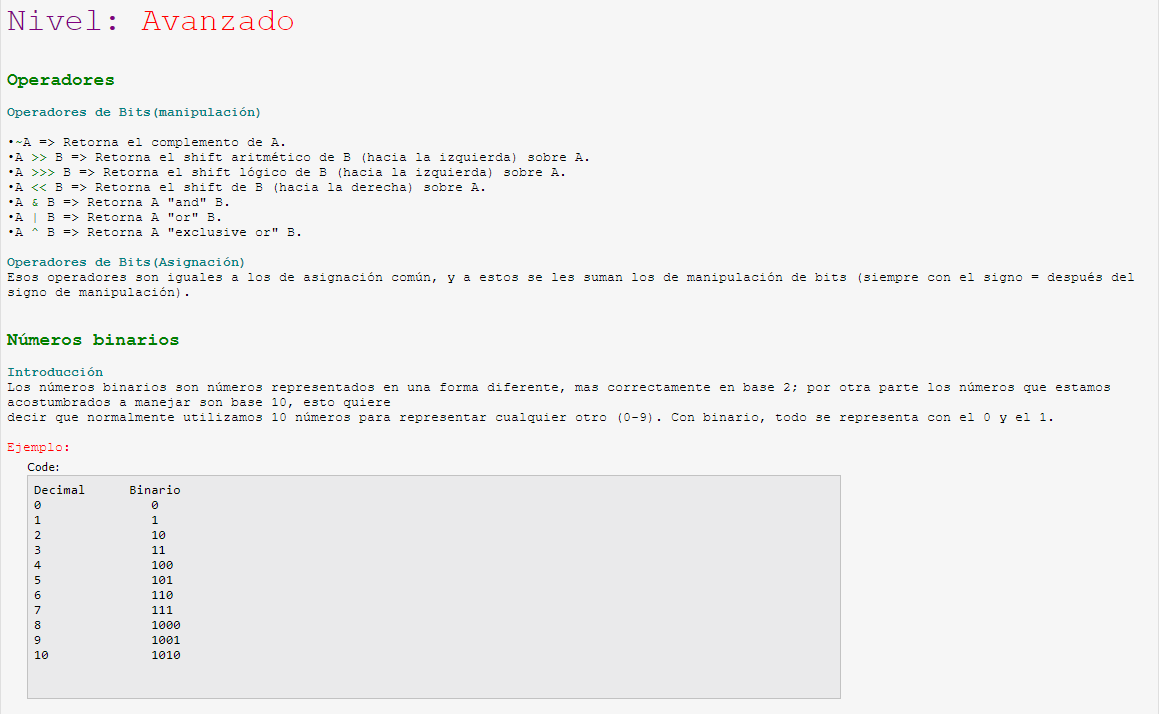 Nivel: Avanzado
Operadores
Operadores de Bits(manipulación)
•~A => Retorna el complemento de A.
•A >> B => Retorna el shift aritmético de B (hacia la izquierda) sobre A.
•A >>> B => Retorna el shift lógico de B (hacia la izquierda) sobre A.
•A << B => Retorna el shift de B (hacia la derecha) sobre A.
•A & B => Retorna A "and" B.
•A | B => Retorna A "or" B.
•A ^ B => Retorna A "exclusive or" B.
Operadores de Bits(Asignación)
Esos operadores son iguales a los de asignación común, y a estos se les suman los de manipulación de bits (siempre con el signo = después del
signo de manipulación).
Números binarios
Introducción
Los números binarios son números representados en una forma diferente, mas correctamente en base 2; por otra parte los números que estamos
acostumbrados a manejar son base 10, esto quiere
decir que normalmente utilizamos 10 números para representar cualquier otro (0-9). Con binario, todo se representa con el 0 y el 1.
Ejemplo:
Code:
Decimal Binario
0 0
1 1
2 10
3 11
4 100
5 101
6 110
7 111
8 1000
9 1001
10 1010